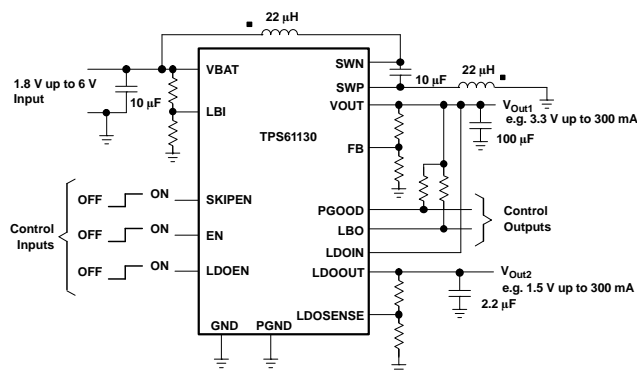 22 µH
SWN
VBAT
10 µF
22 µH
1.8 V up to 6 V
Input
SWP
10 µF
VOUT
VOut1
e.g. 3.3 V up to 300 mA
LBI
TPS61130
100 µF
FB
OFF
ON
SKIPEN
PGOOD
Control
Inputs
OFF
ON
EN
LBO
Control
Outputs
LDOIN
OFF
ON
LDOEN
LDOOUT
VOut2
e.g. 1.5 V up to 300 mA
2.2 µF
LDOSENSE
GND
PGND